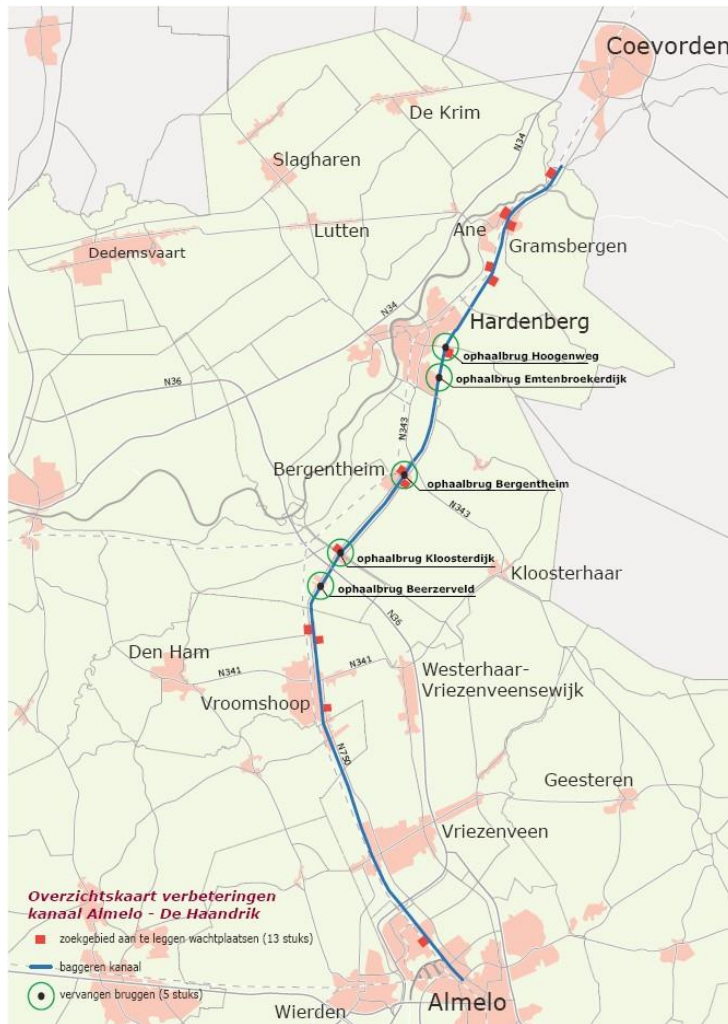 Coevorden
De Krim
N34
Slagharen
Lutten
Ane
Gramsbergen
Dedemsvaart
N34
Hardenberg
ophaalbrug Hoogenweg
N36
ophaalbrug Emtenbroekerdijk
N343
Bergentheim
ophaalbrug Bergentheim
N343
ophaalbrug Kloosterdijk
Kloosterhaar
ophaalbrug Beerzerveld
N36
Den Ham
N341
N341
Westerhaar-
Vriezenveensewijk
Vroomshoop
N750
Geesteren
Vriezenveen
Overzichtskaart verbeteringen
kanaal Almelo - De Haandrik
zoekgebied aan te leggen wachtplaatsen (13 stuks)
baggeren kanaal
vervangen bruggen (5 stuks)
Wierden
Almelo